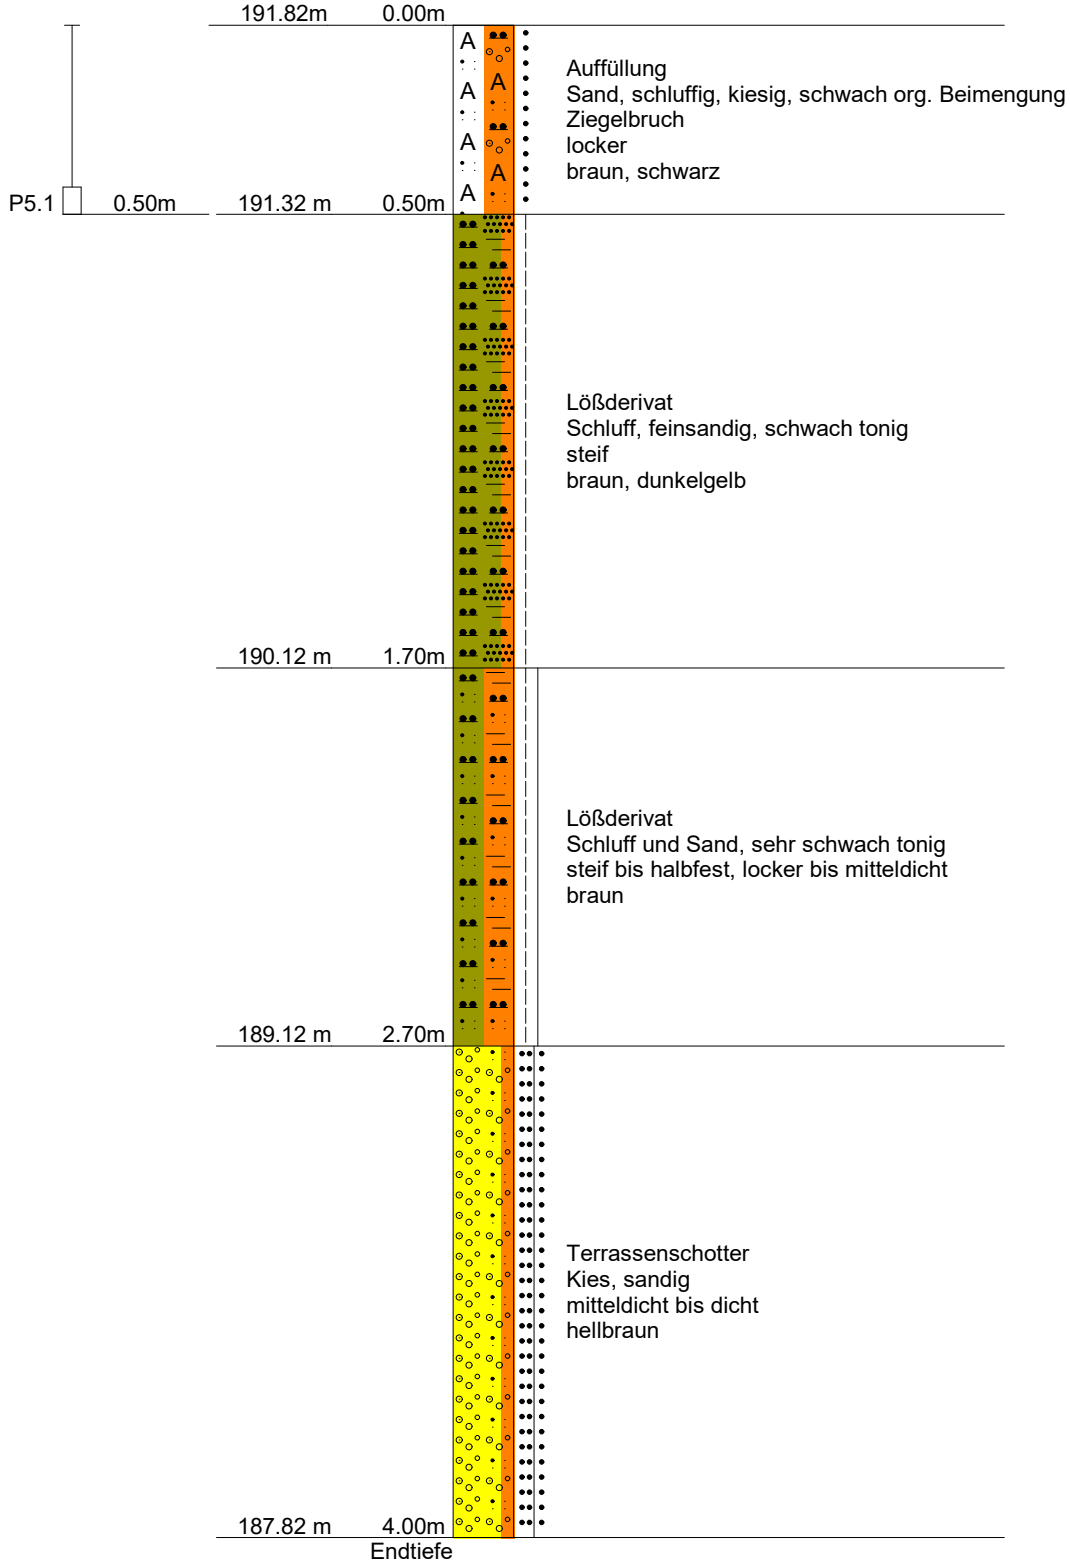 191.82m 0.00m
A
A
A
A
A
A
Auffüllung
Sand, schluffig, kiesig, schwach org. Beimengung
Ziegelbruch
locker
braun, schwarz
P5.1 0.50m 191.32 m 0.50m
Lößderivat
Schluff, feinsandig, schwach tonig
steif
braun, dunkelgelb
190.12 m 1.70m
Lößderivat
Schluff und Sand, sehr schwach tonig
steif bis halbfest, locker bis mitteldicht
braun
189.12 m 2.70m
Terrassenschotter
Kies, sandig
mitteldicht bis dicht
hellbraun
187.82 m 4.00m
Endtiefe